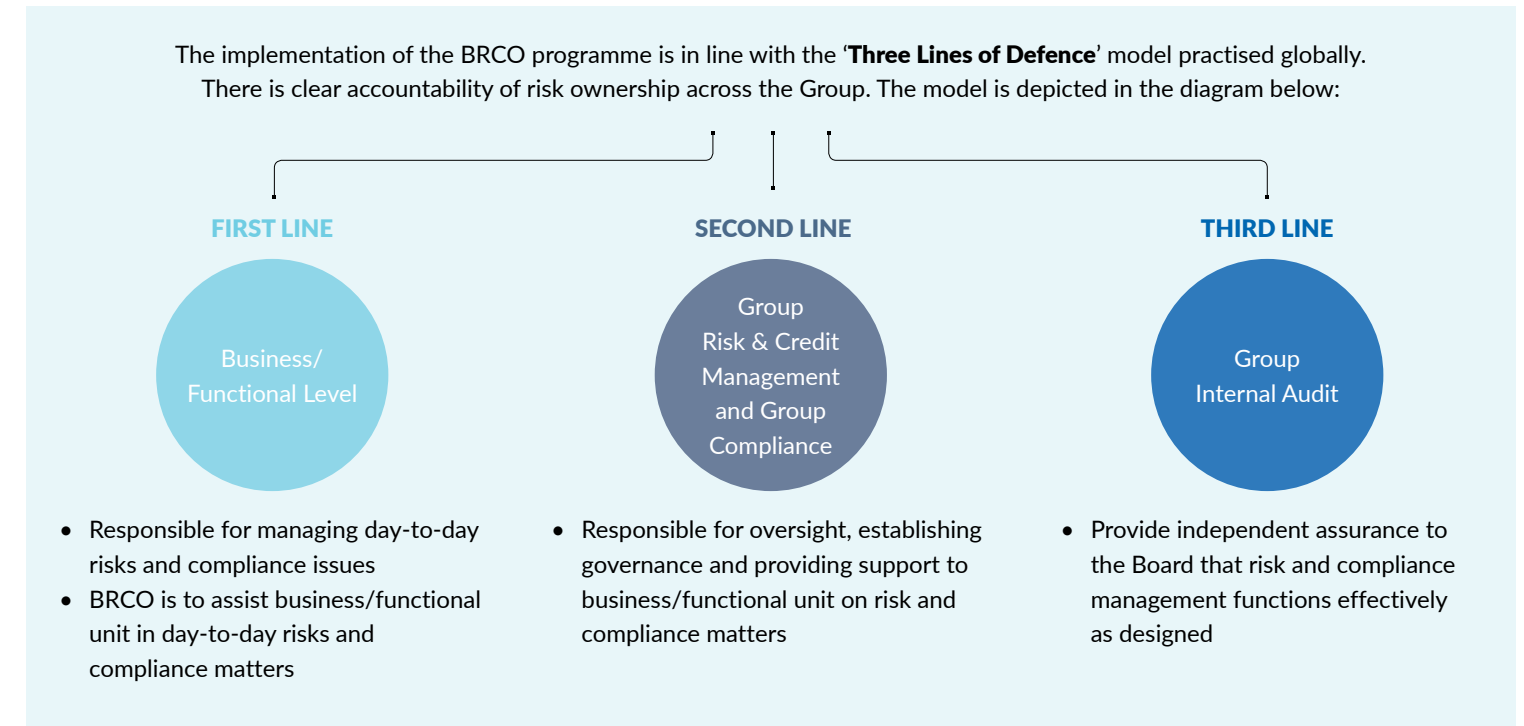 The implementation of the BRCO programme is in line with the ‘Three Lines of Defence’ model practised globally.
There is clear accountability of risk ownership across the Group. The model is depicted in the diagram below:
FIRST LINE
Business/
Functional Level
• Responsible for managing day-to-day
risks and compliance issues
• BRCO is to assist business/functional
unit in day-to-day risks and
compliance matters
SECOND LINE
Group
Risk & Credit
Management
and Group
Compliance
• Responsible for oversight, establishing
governance and providing support to
business/functional unit on risk and
compliance matters
THIRD LINE
Group
Internal Audit
• Provide independent assurance to
the Board that risk and compliance
management functions effectively
as designed